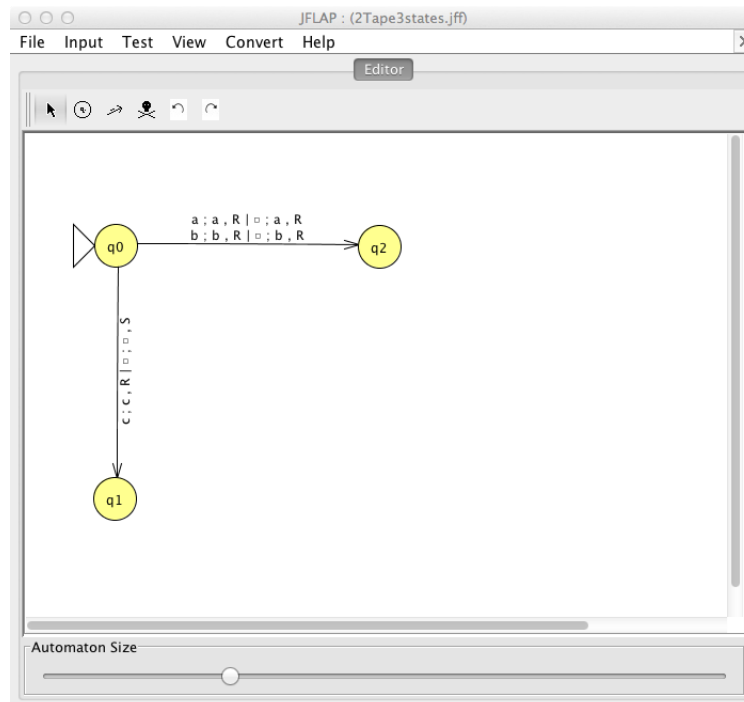 JFLAP : (2Tape3states.jff)
File Input Test View Convert Help
Editor
a ; a , R | □ ; a , R
b ; b , R | □ ; b , R
q0
q2
c ; c , R | □ ; □ , S
q1
Automaton Size